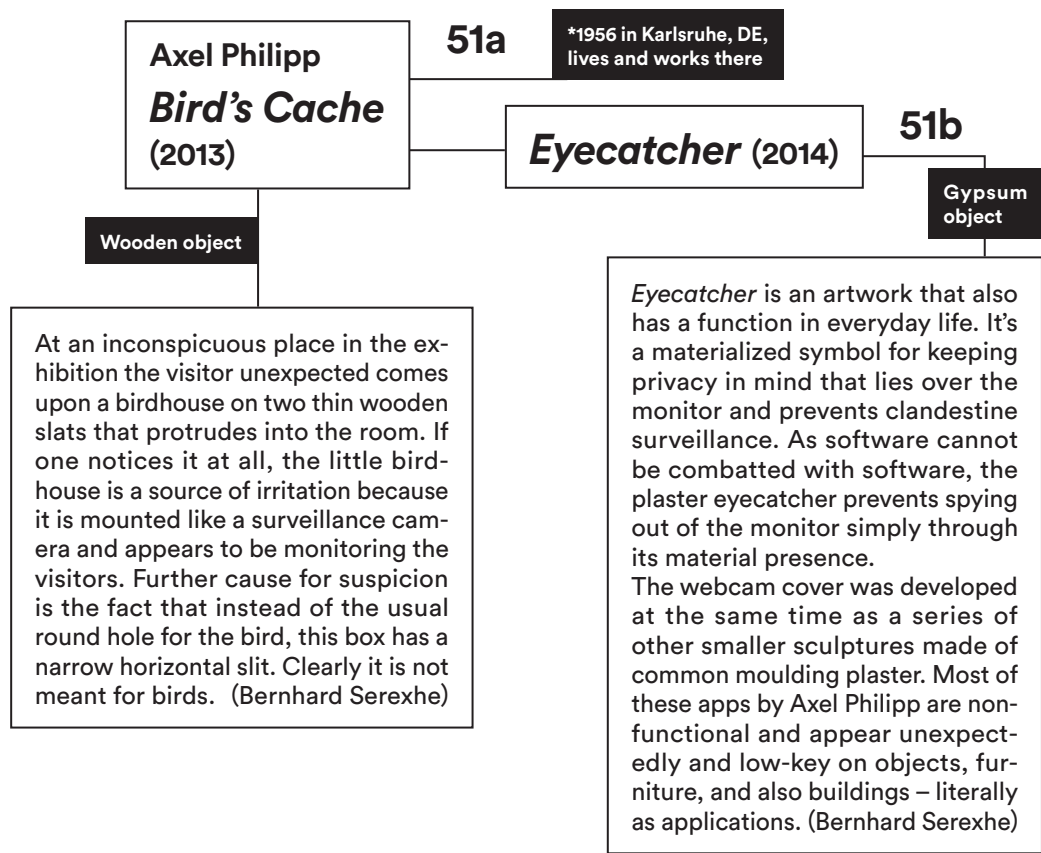 Axel Philipp
Bird's Cache
(2013)
51a
*1956 in Karlsruhe, DE,
lives and works there
Eyecatcher (2014)
51b
Gypsum
object
Wooden object
At an inconspicuous place in the ex-
hibition the visitor unexpected comes
upon a birdhouse on two thin wooden
slats that protrudes into the room. If
one notices it at all, the little bird-
house is a source of irritation because
it is mounted like a surveillance cam-
era and appears to be monitoring the
visitors. Further cause for suspicion
is the fact that instead of the usual
round hole for the bird, this box has a
narrow horizontal slit. Clearly it is not
meant for birds. (Bernhard Serexhe)
Eyecatcher is an artwork that also
has a function in everyday life. It's
a materialized symbol for keeping
privacy in mind that lies over the
monitor and prevents clandestine
surveillance. As software cannot
be combatted with software, the
plaster eyecatcher prevents spying
out of the monitor simply through
its material presence.
The webcam cover was developed
at the same time as a series of
other smaller sculptures made of
common moulding plaster. Most of
these apps by Axel Philipp are non-
functional and appear unexpect-
edly and low-key on objects, fur-
niture, and also buildings – literally
as applications. (Bernhard Serexhe)